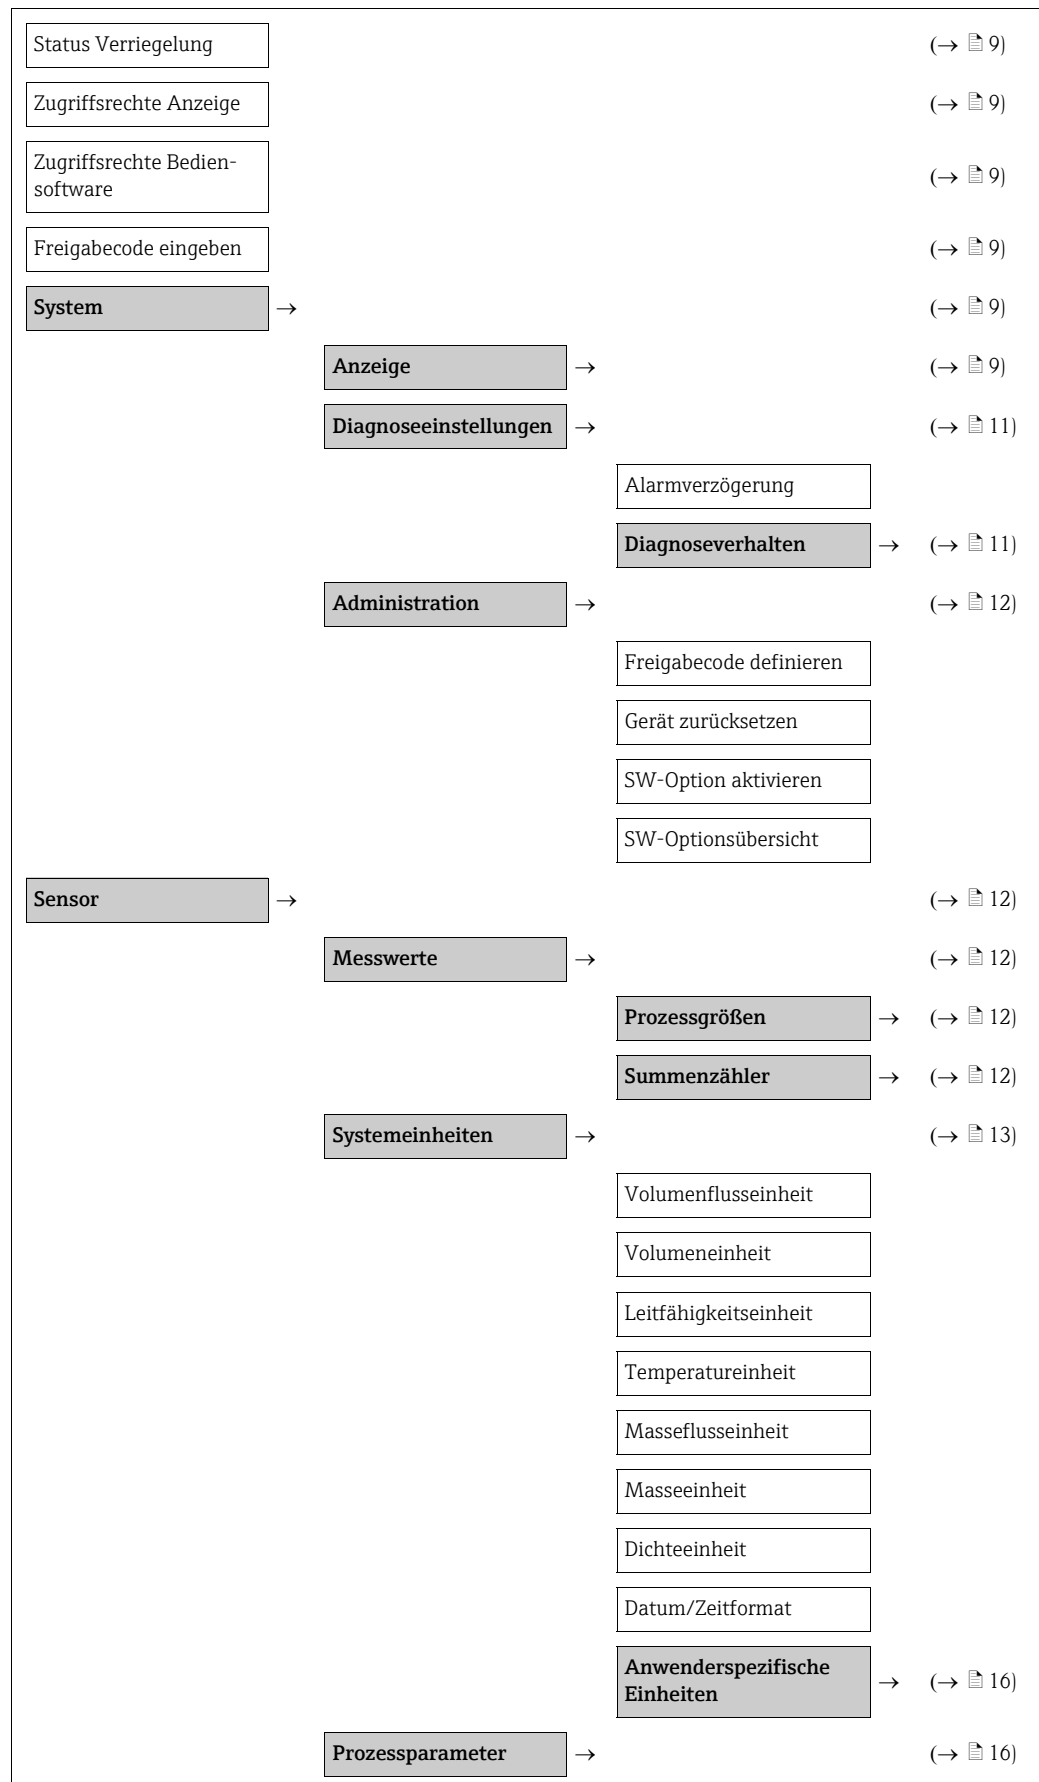 Status Verriegelung (→ 🖹 9)
Zugriffsrechte Anzeige (→ 🖹 9)
Zugriffsrechte Bedien-
software (→ 🖹 9)
Freigabecode eingeben (→ 🖹 9)
System → (→ 🖹 9)
Anzeige → (→ 🖹 9)
Diagnoseeinstellungen → (→ 🖹 11)
Alarmverzögerung
Diagnoseverhalten → (→ 🖹 11)
Administration → (→ 🖹 12)
Freigabecode definieren
Gerät zurücksetzen
SW-Option aktivieren
SW-Optionsübersicht
Sensor → (→ 🖹 12)
Messwerte → (→ 🖹 12)
Prozessgrößen → (→ 🖹 12)
Summenzähler → (→ 🖹 12)
Systemeinheiten → (→ 🖹 13)
Volumenflusseinheit
Volumeneinheit
Leitfähigkeitseinheit
Temperatureinheit
Masseflusseinheit
Masseeinheit
Dichteeinheit
Datum/Zeitformat
Anwenderspezifische
Einheiten → (→ 🖹 16)
Prozessparameter → (→ 🖹 16)